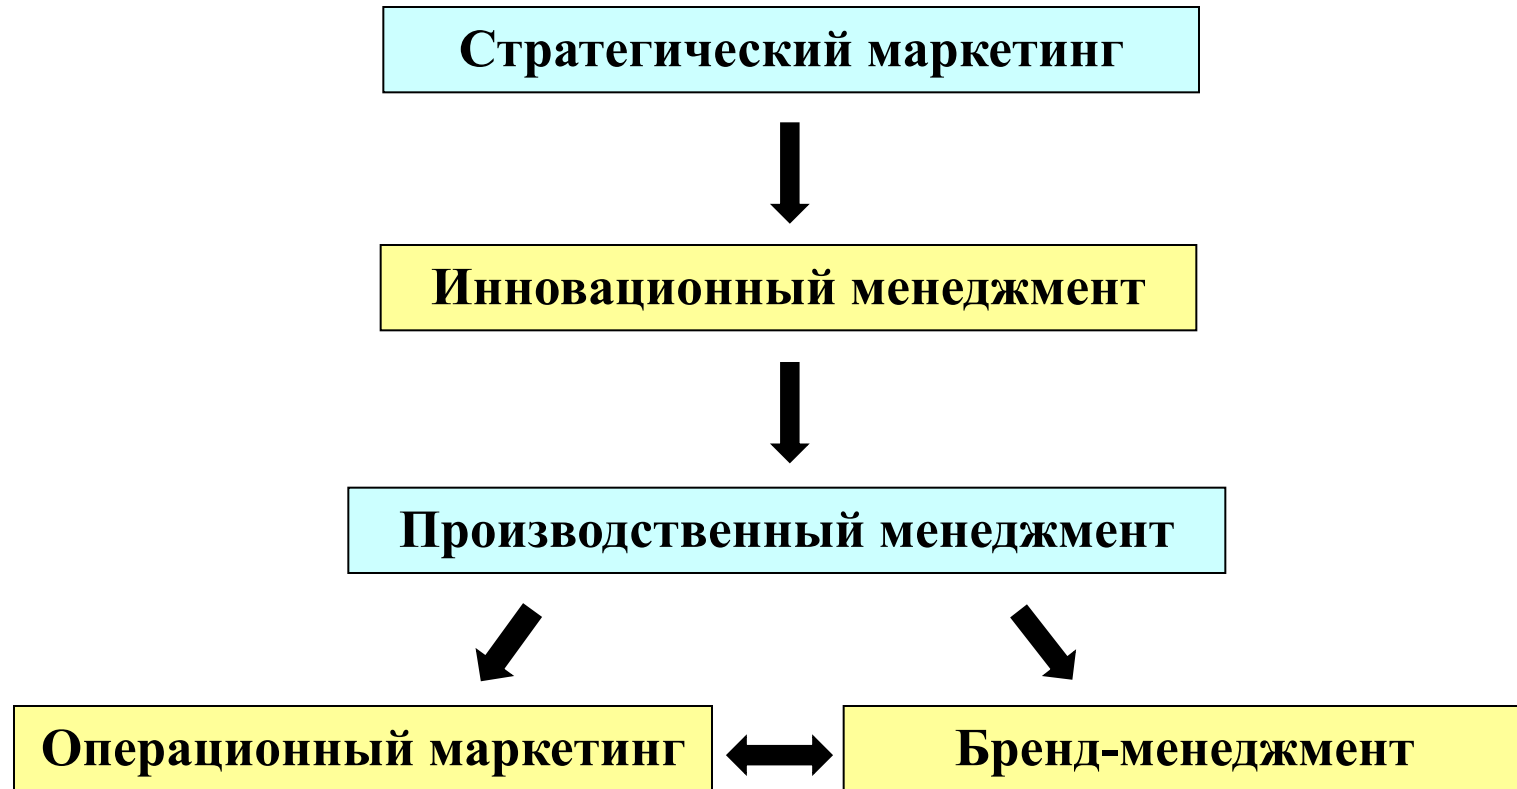 Стратегический маркетинг
Инновационный менеджмент
Производственный менеджмент
Операционный маркетинг
Бренд-менеджмент